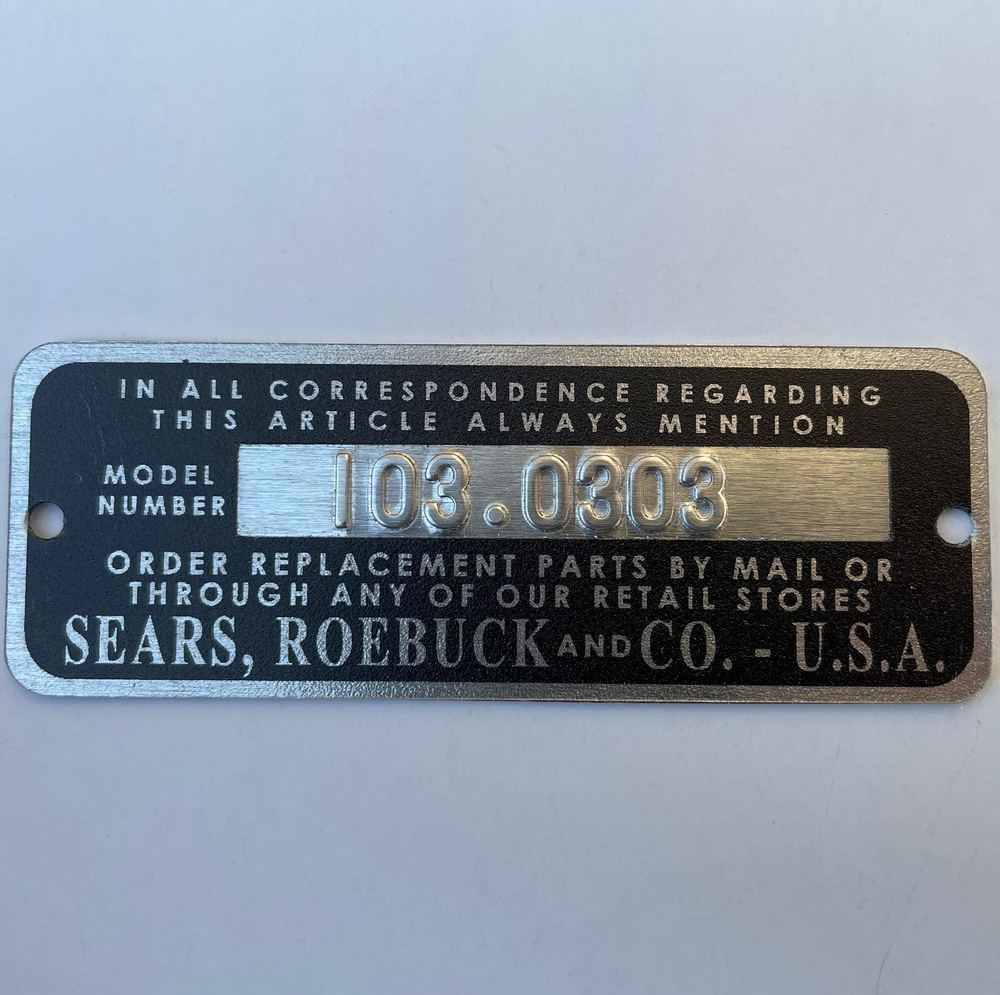 IN ALL CORRESPONDENCE REGARDING
THIS ARTICLE ALWAYS MENTION
MODEL
NUMBER
103.0303
ORDER REPLACEMENT PARTS BY MAIL OR
THROUGH ANY OF OUR RETAIL STORES
SEARS, ROEBUCK AND CO. - U.S.A.